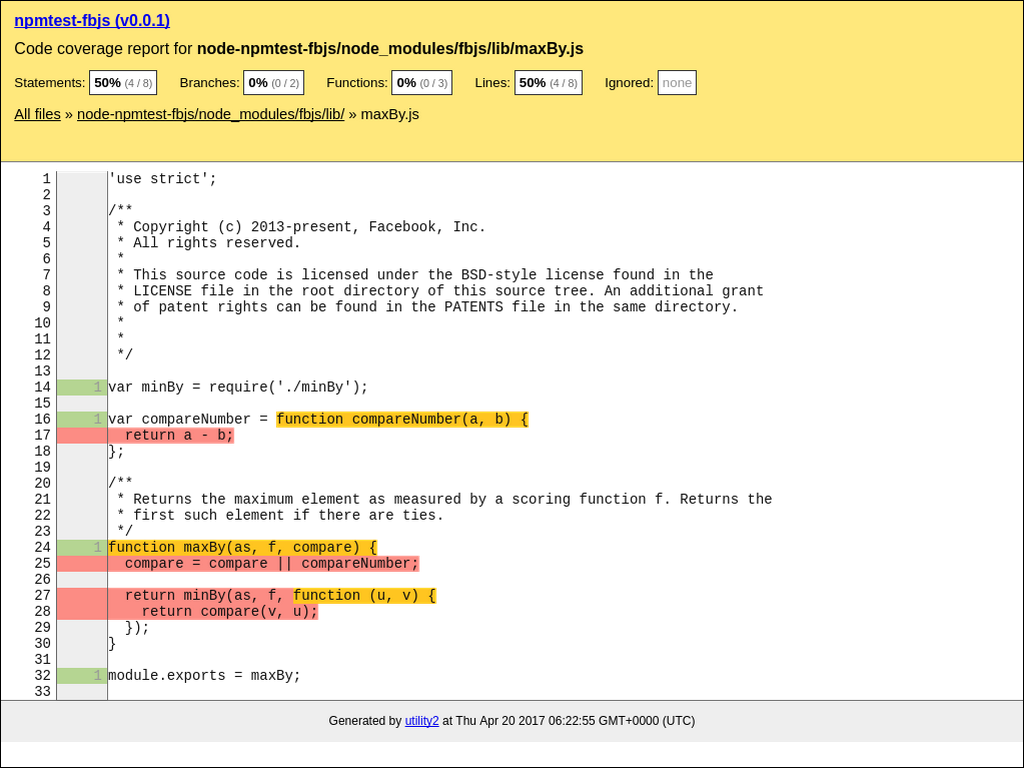 npmtest-fbjs (v0.0.1)
Code coverage report for node-npmtest-fbjs/node_modules/fbjs/lib/maxBy.js
Statements: 50% (4 / 8) Branches: 0% (0 / 2) Functions: 0% (0 / 3) Lines: 50% (4 / 8) Ignored: none
All files » node-npmtest-fbjs/node_modules/fbjs/lib/ » maxBy.js
1 'use strict';
2
3 /**
4  * Copyright (c) 2013-present, Facebook, Inc.
5  * All rights reserved.
6  *
7  * This source code is licensed under the BSD-style license found in the
8  * LICENSE file in the root directory of this source tree. An additional grant
9  * of patent rights can be found in the PATENTS file in the same directory.
10  *
11  *
12  */
13
14 1 var minBy = require('./minBy');
15
16 1 var compareNumber = function compareNumber(a, b) {
17   return a - b;
18 };
19
20 /**
21  * Returns the maximum element as measured by a scoring function f. Returns the
22  * first such element if there are ties.
23  */
24 1 function maxBy(as, f, compare) {
25   compare = compare || compareNumber;
26
27   return minBy(as, f, function (u, v) {
28     return compare(v, u);
29   });
30 }
31
32 1 module.exports = maxBy;
33
Generated by utility2 at Thu Apr 20 2017 06:22:55 GMT+0000 (UTC)